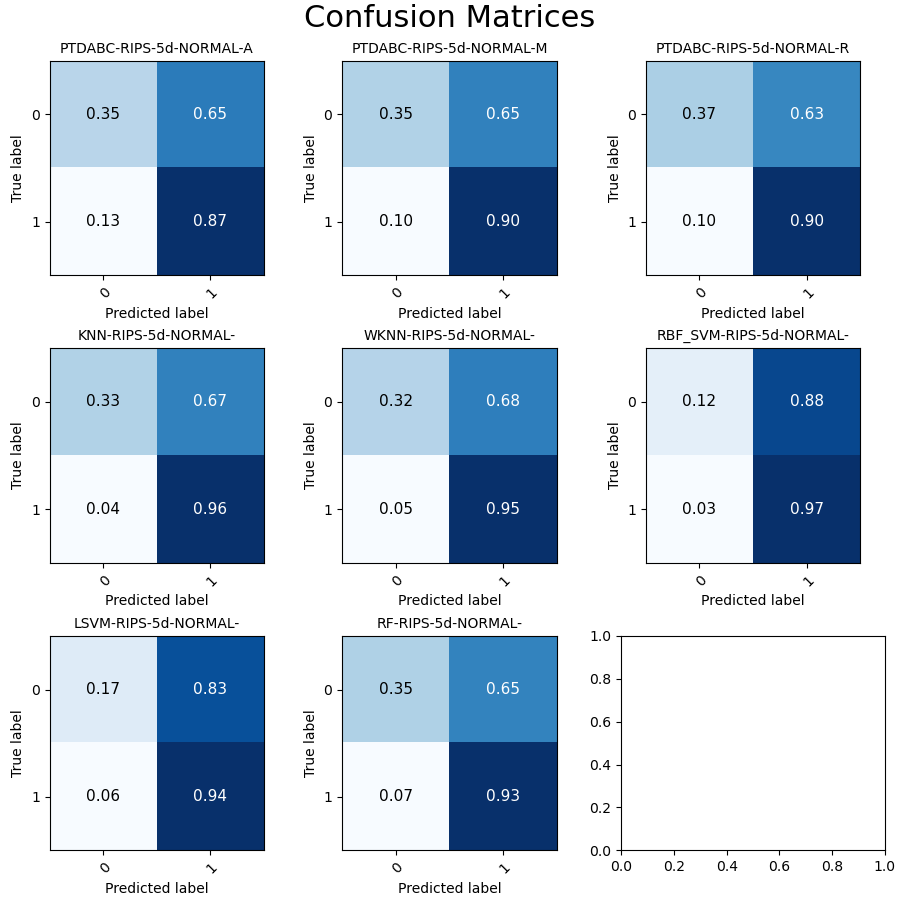 Confusion Matrices
PTDABC-RIPS-5d-NORMAL-A
True label
0
0.35
0.65
1
0.13
0.87
0
1
Predicted label
PTDABC-RIPS-5d-NORMAL-M
True label
0
0.35
0.65
1
0.10
0.90
0
1
Predicted label
PTDABC-RIPS-5d-NORMAL-R
True label
0
0.37
0.63
1
0.10
0.90
0
1
Predicted label
KNN-RIPS-5d-NORMAL-
True label
0
0.33
0.67
1
0.04
0.96
0
1
Predicted label
WKNN-RIPS-5d-NORMAL-
True label
0
0.32
0.68
1
0.05
0.95
0
1
Predicted label
RBF_SVM-RIPS-5d-NORMAL-
True label
0
0.12
0.88
1
0.03
0.97
0
1
Predicted label
LSVM-RIPS-5d-NORMAL-
True label
0
0.17
0.83
1
0.06
0.94
0
1
Predicted label
RF-RIPS-5d-NORMAL-
True label
0
0.35
0.65
1
0.07
0.93
0
1
Predicted label
1.0
0.8
0.6
0.4
0.2
0.0
0.0 0.2 0.4 0.6 0.8 1.0